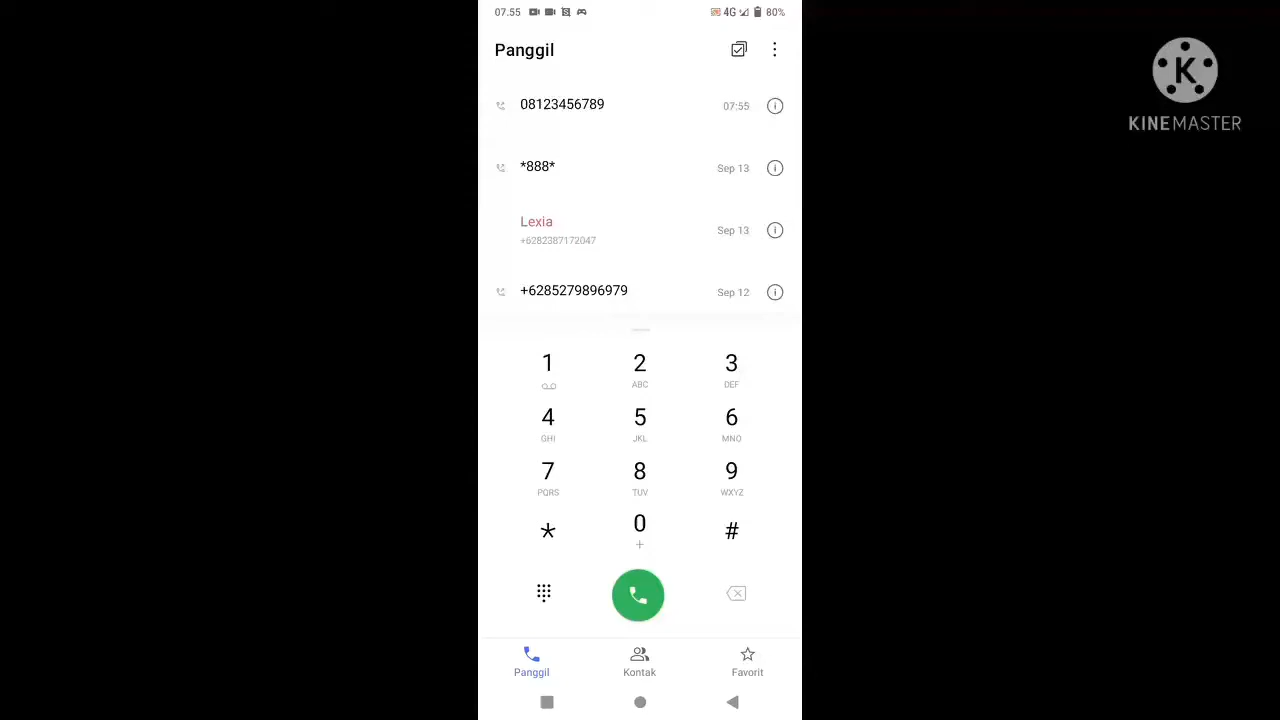 07.55
4G
80%
Panggil
08123456789
07:55
*888*
Sep 13
Lexia
+6282387172047
Sep 13
+6285279896979
Sep 12
1 2 3
ABC DEF
4 5 6
GHI JKL MNO
7 8 9
PQRS TUV WXYZ
* 0 #
+
Panggil Kontak Favorit
K
KINEMASTER